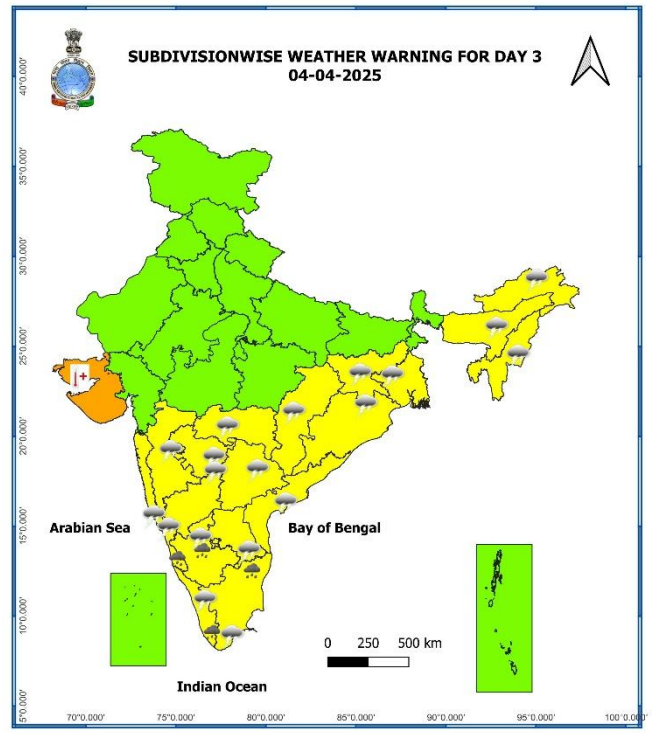 SUBDIVISIONWISE WEATHER WARNING FOR DAY 3
04-04-2025
40°0.000'
35°0.000'
30°0.000'
25°0.000'
20°0.000'
15°0.000'
10°0.000'
5°0.000'
Arabian Sea
Bay of Bengal
0 250 500 km
Indian Ocean
70°0.000' 75°0.000' 80°0.000' 85°0.000' 90°0.000' 95°0.000' 100°0.000'